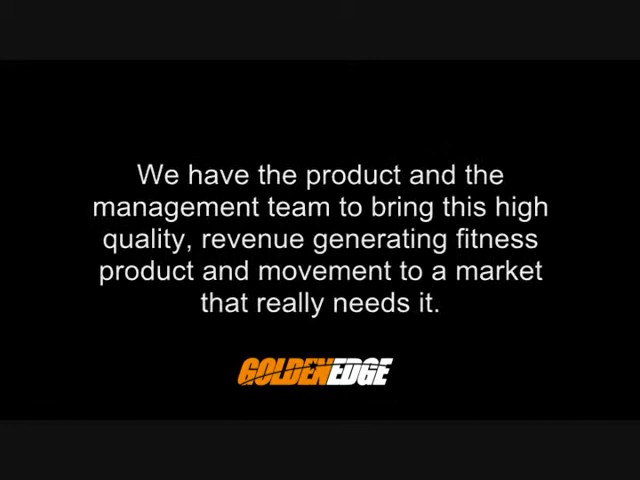 We have the product and the
management team to bring this high
quality, revenue generating fitness
product and movement to a market
that really needs it.
GOLDENEDGE